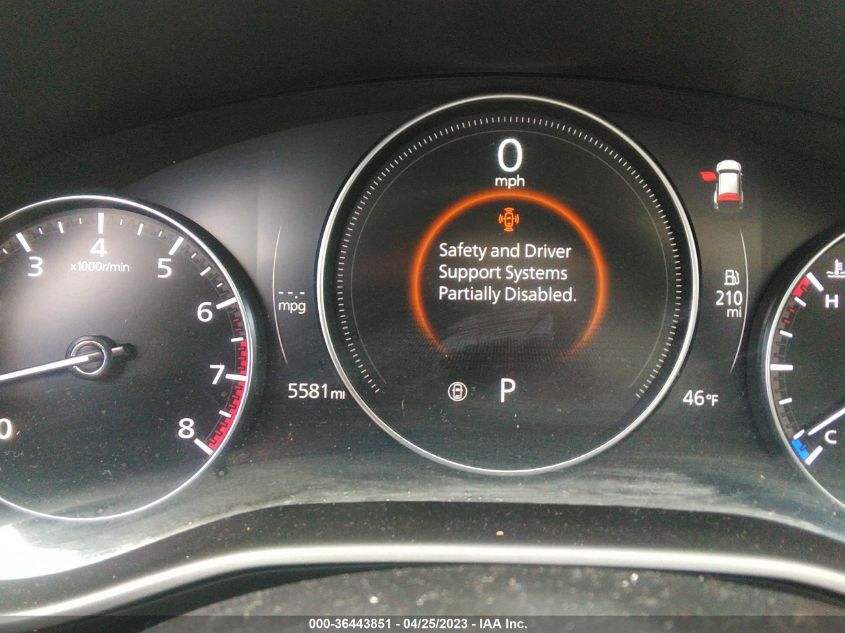 0
mph
Safety and Driver
Support Systems
Partially Disabled.
P
3
4
5
6
7
8
0
x1000r/min
-.-
mpg
5581 mi
210
mi
46°F
H
C
000-36443851 / 04/25/2023 / IAA Inc.